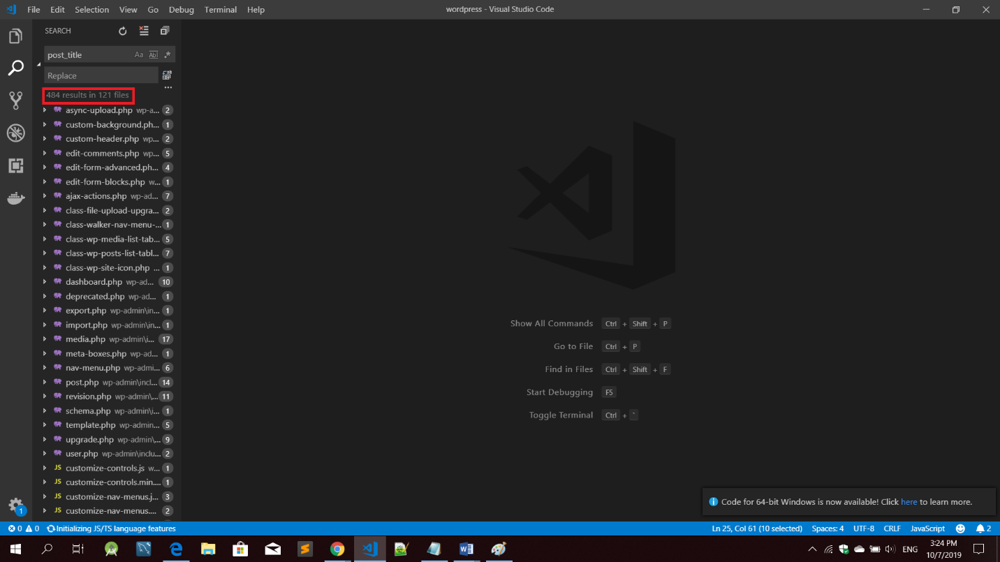 File Edit Selection View Go Debug Terminal Help
wordpress - Visual Studio Code
SEARCH
post_title
Aa Abl .*
Replace
...
484 results in 121 files
async-upload.php wp-a... 2
custom-background.ph... 1
custom-header.php wp... 2
edit-comments.php wp... 5
edit-form-advanced.ph... 4
edit-form-blocks.php w... 1
ajax-actions.php wp-ad... 7
class-file-upload-upgra... 2
class-walker-nav-menu-... 1
class-wp-media-list-tab... 5
class-wp-posts-list-tabl... 7
class-wp-site-icon.php ... 1
dashboard.php wp-ad... 10
deprecated.php wp-ad... 1
export.php wp-admin\in... 1
import.php wp-admin\in... 1
media.php wp-admin\i... 17
meta-boxes.php wp-ad... 1
nav-menu.php wp-admi... 6
post.php wp-admin\incl... 14
revision.php wp-admin\... 11
schema.php wp-admin\i... 1
template.php wp-admin... 5
upgrade.php wp-admin\... 9
user.php wp-admin\inclu... 2
JS customize-controls.js w... 1
JS customize-controls.min.... 1
JS customize-nav-menus.j... 3
JS customize-nav-menus.... 2
Show All Commands Ctrl + Shift + P
Go to File Ctrl + P
Find in Files Ctrl + Shift + F
Start Debugging F5
Toggle Terminal Ctrl + `
Code for 64-bit Windows is now available! Click here to learn more.
1
0 0 Initializing JS/TS language features
Ln 25, Col 61 (10 selected) Spaces: 4 UTF-8 CRLF JavaScript 2
ENG
3:24 PM
10/7/2019